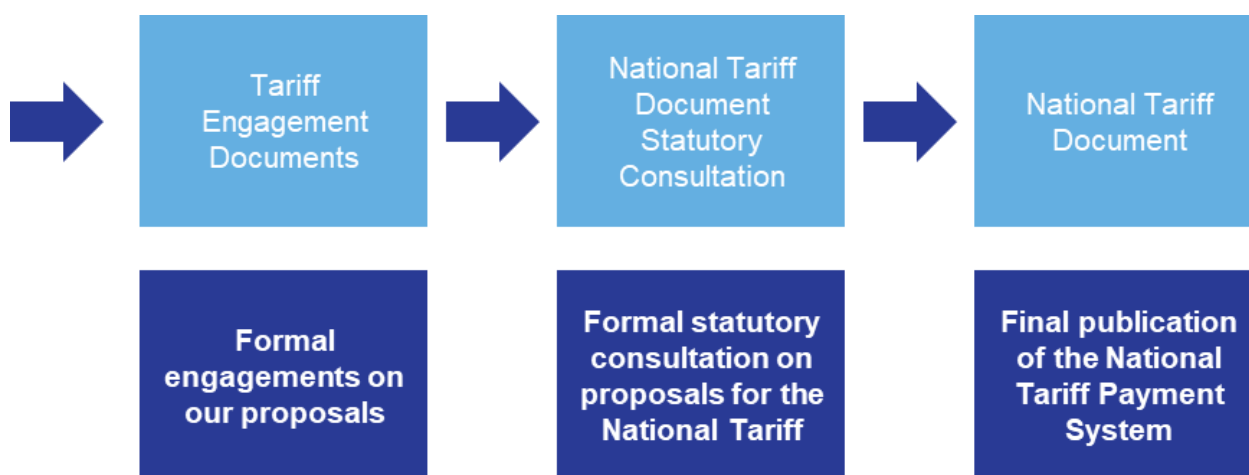 Tariff
Engagement
Documents
National Tariff
Document
Statutory
Consultation
National Tariff
Document
Formal
engagements on
our proposals
Formal statutory
consultation on
proposals for the
National Tariff
Final publication
of the National
Tariff Payment
System